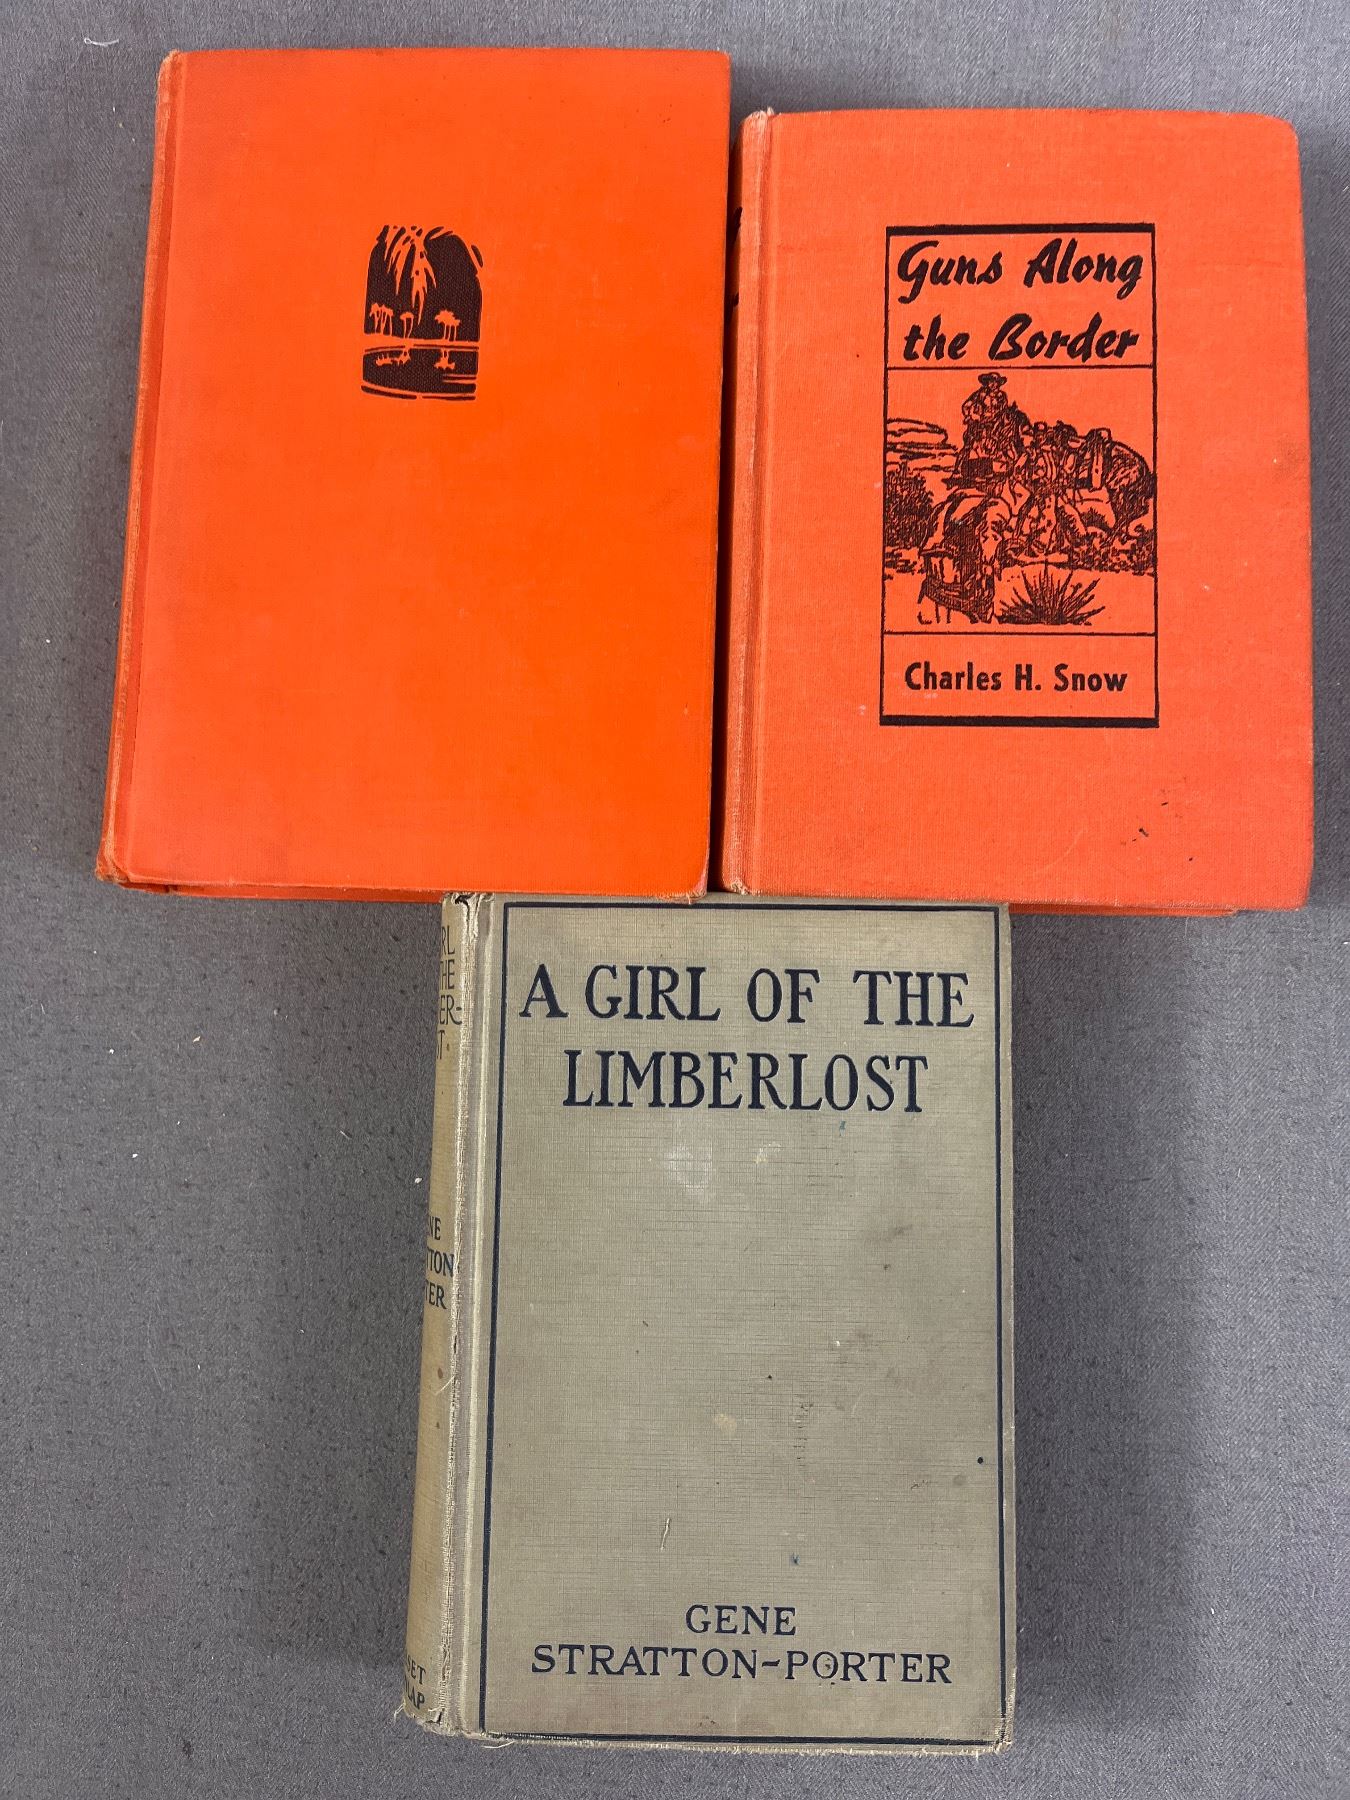 Guns Along
the Border
Charles H. Snow
A GIRL OF THE
LIMBERLOST
GENE
STRATTON-PORTER